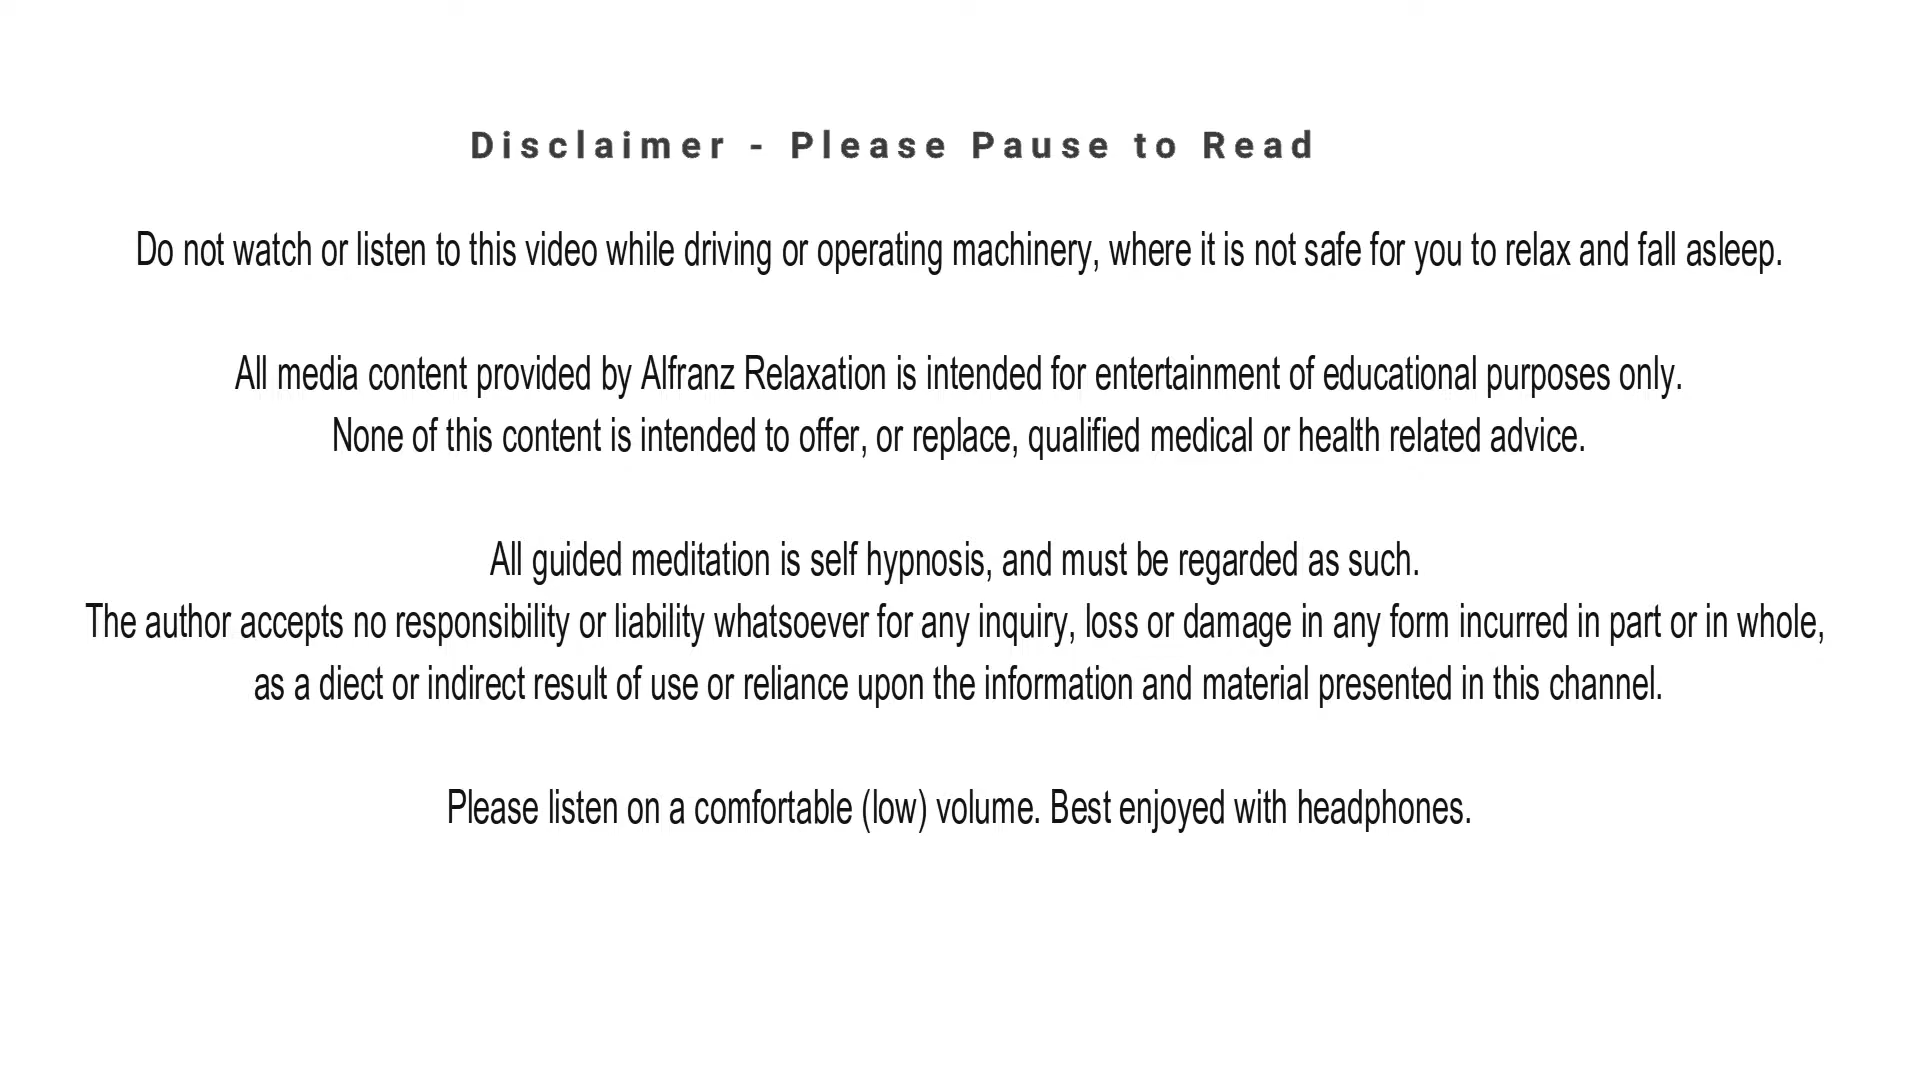 Disclaimer - Please Pause to Read
Do not watch or listen to this video while driving or operating machinery, where it is not safe for you to relax and fall asleep.
All media content provided by Alfranz Relaxation is intended for entertainment of educational purposes only.
None of this content is intended to offer, or replace, qualified medical or health related advice.
All guided meditation is self hypnosis, and must be regarded as such.
The author accepts no responsibility or liability whatsoever for any inquiry, loss or damage in any form incurred in part or in whole,
as a diect or indirect result of use or reliance upon the information and material presented in this channel.
Please listen on a comfortable (low) volume. Best enjoyed with headphones.